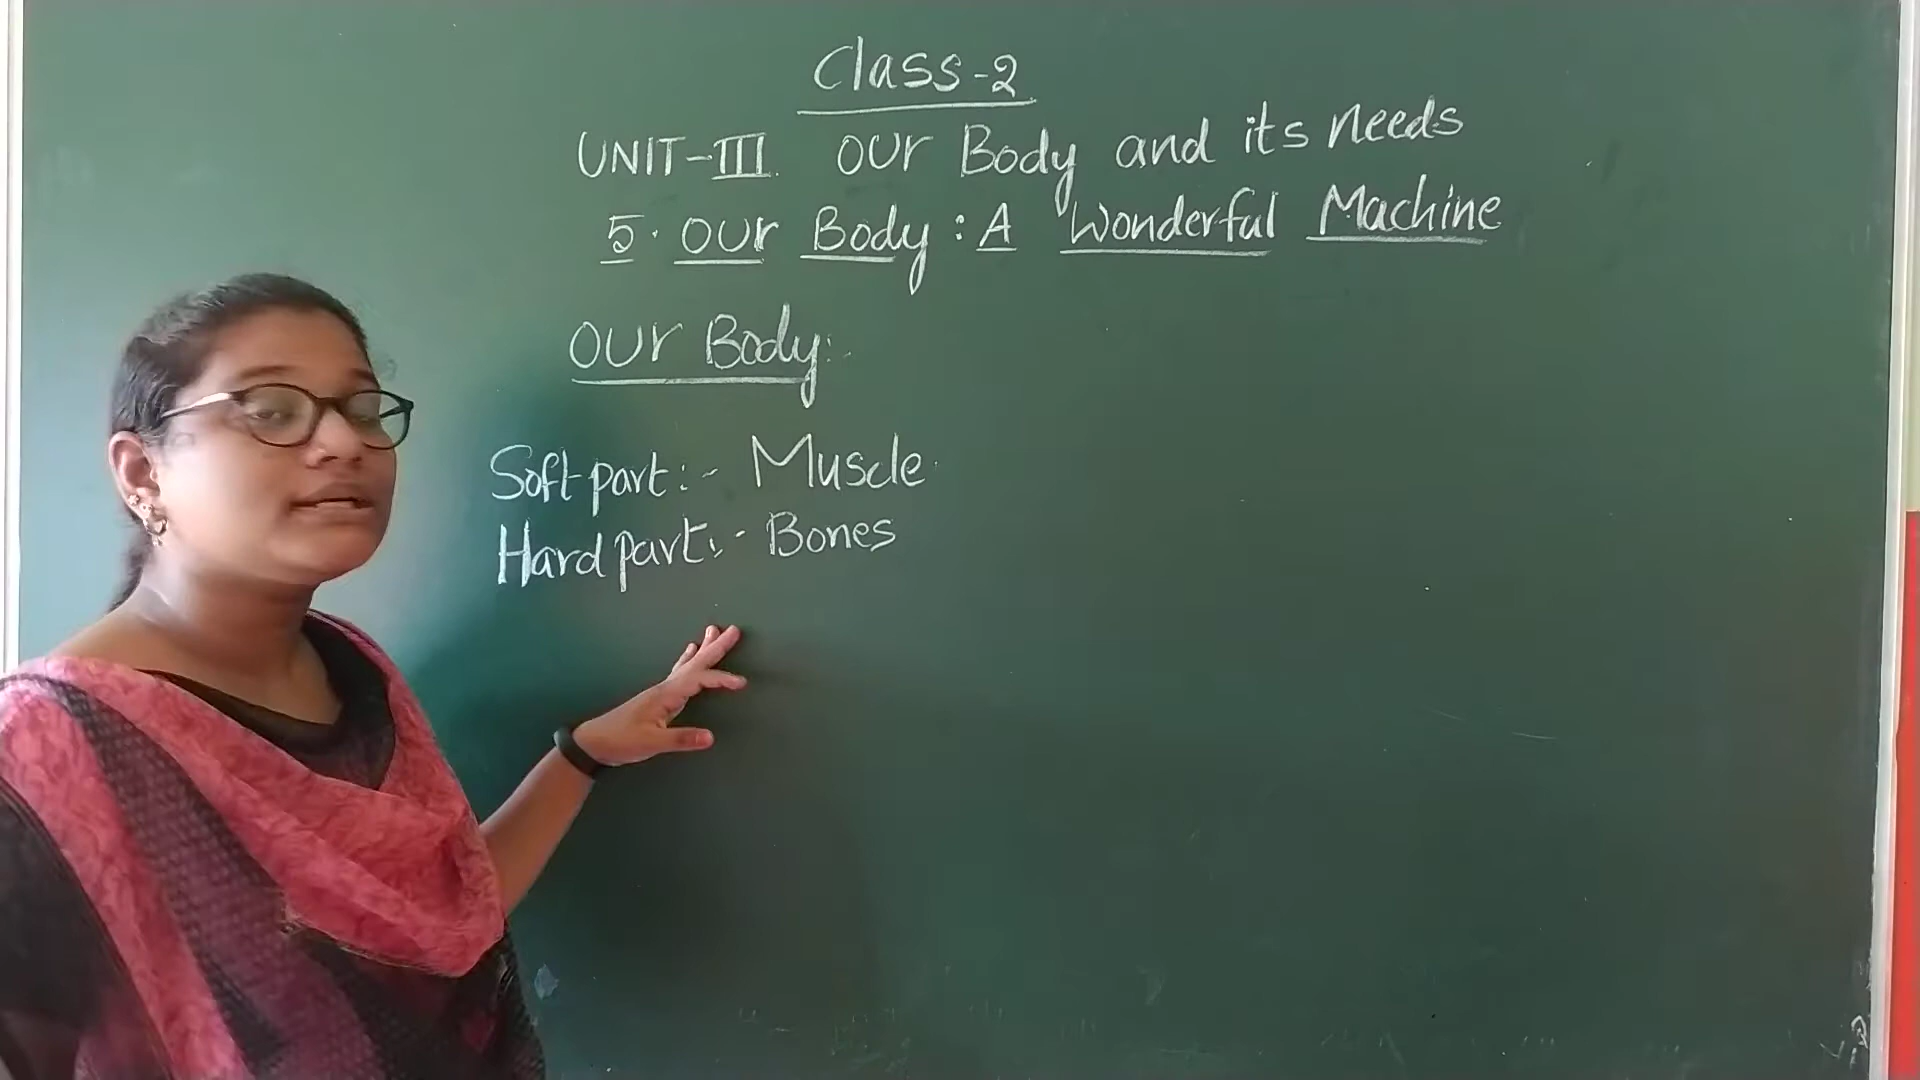 Class-2
UNIT-III OUr Body and its needs
5. OUr Body : A Wonderful Machine
OUr Body:-
Soft part:- Muscle
Hard part:- Bones